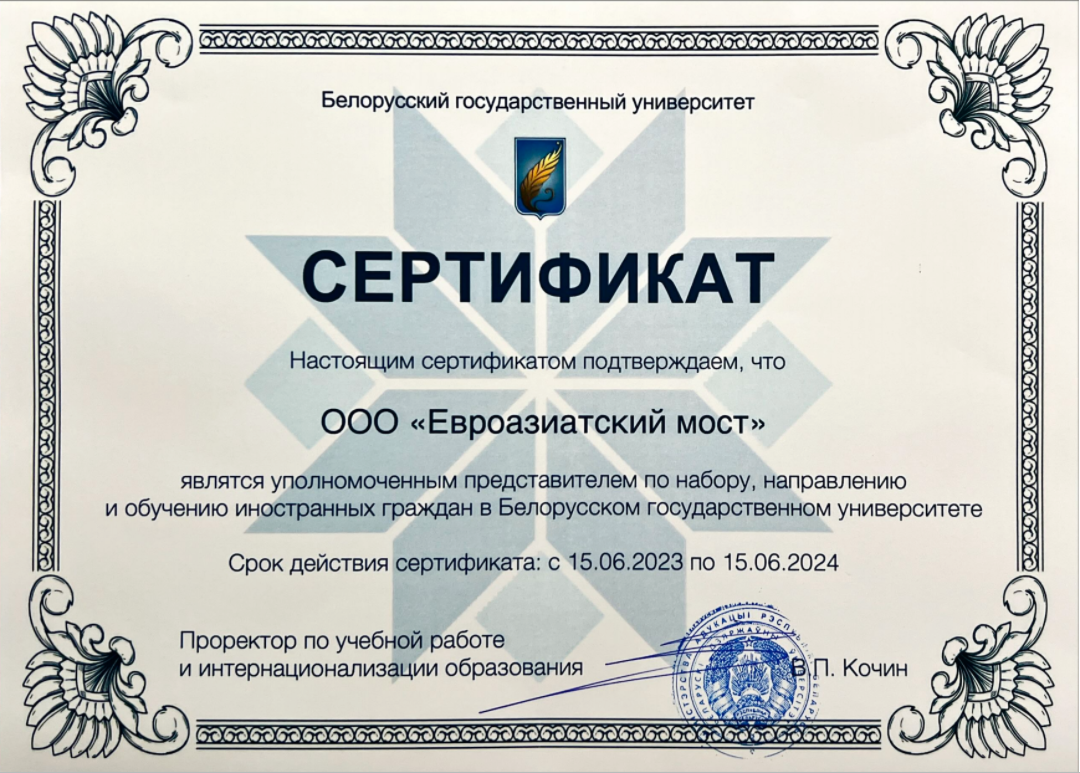 Белорусский государственный университет
СЕРТИФИКАТ
Настоящим сертификатом подтверждаем, что
ООО «Евроазиатский мост»
являтся уполномоченным представителем по набору, направлению
и обучению иностранных граждан в Белорусском государственном университете
Срок действия сертификата: с 15.06.2023 по 15.06.2024
Проректор по учебной работе
и интернационализации образования
В.П. Кочин
АДУКАЦЫІ